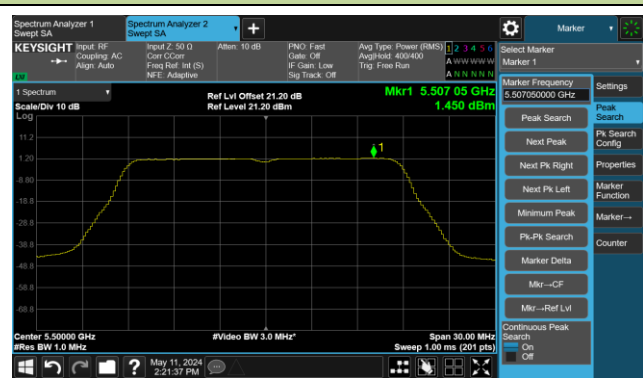 Spectrum Analyzer 1
Swept SA
Spectrum Analyzer 2
Swept SA
Marker
KEYSIGHT
Input: RF
Coupling: AC
Align: Auto
Input Z: 50 Ω
Corr CCorr
Freq Ref: Int (S)
NFE: Adaptive
Atten: 10 dB
PNO: Fast
Gate: Off
IF Gain: Low
Sig Track: Off
Avg Type: Power (RMS)
Avg|Hold: 400/400
Trig: Free Run
1 2 3 4 5 6
A W W W W W
A N N N N N
LV
Select Marker
Marker 1
1 Spectrum
Scale/Div 10 dB
Log
Ref Lvl Offset 21.20 dB
Ref Level 21.20 dBm
Mkr1 5.507 05 GHz
1.450 dBm
11.2
1.20
-8.80
-18.8
-28.8
-38.8
-48.8
-58.8
-68.8
1
Center 5.50000 GHz
#Res BW 1.0 MHz
#Video BW 3.0 MHz*
Span 30.00 MHz
Sweep 1.00 ms (201 pts)
Marker Frequency
5.507050000 GHz
Peak Search
Next Peak
Next Pk Right
Next Pk Left
Minimum Peak
Pk-Pk Search
Marker Delta
Mkr→CF
Mkr→Ref Lvl
Continuous Peak
Search
On
Off
Settings
Peak
Search
Pk Search
Config
Properties
Marker
Function
Marker→
Counter
?
May 11, 2024
2:21:37 PM